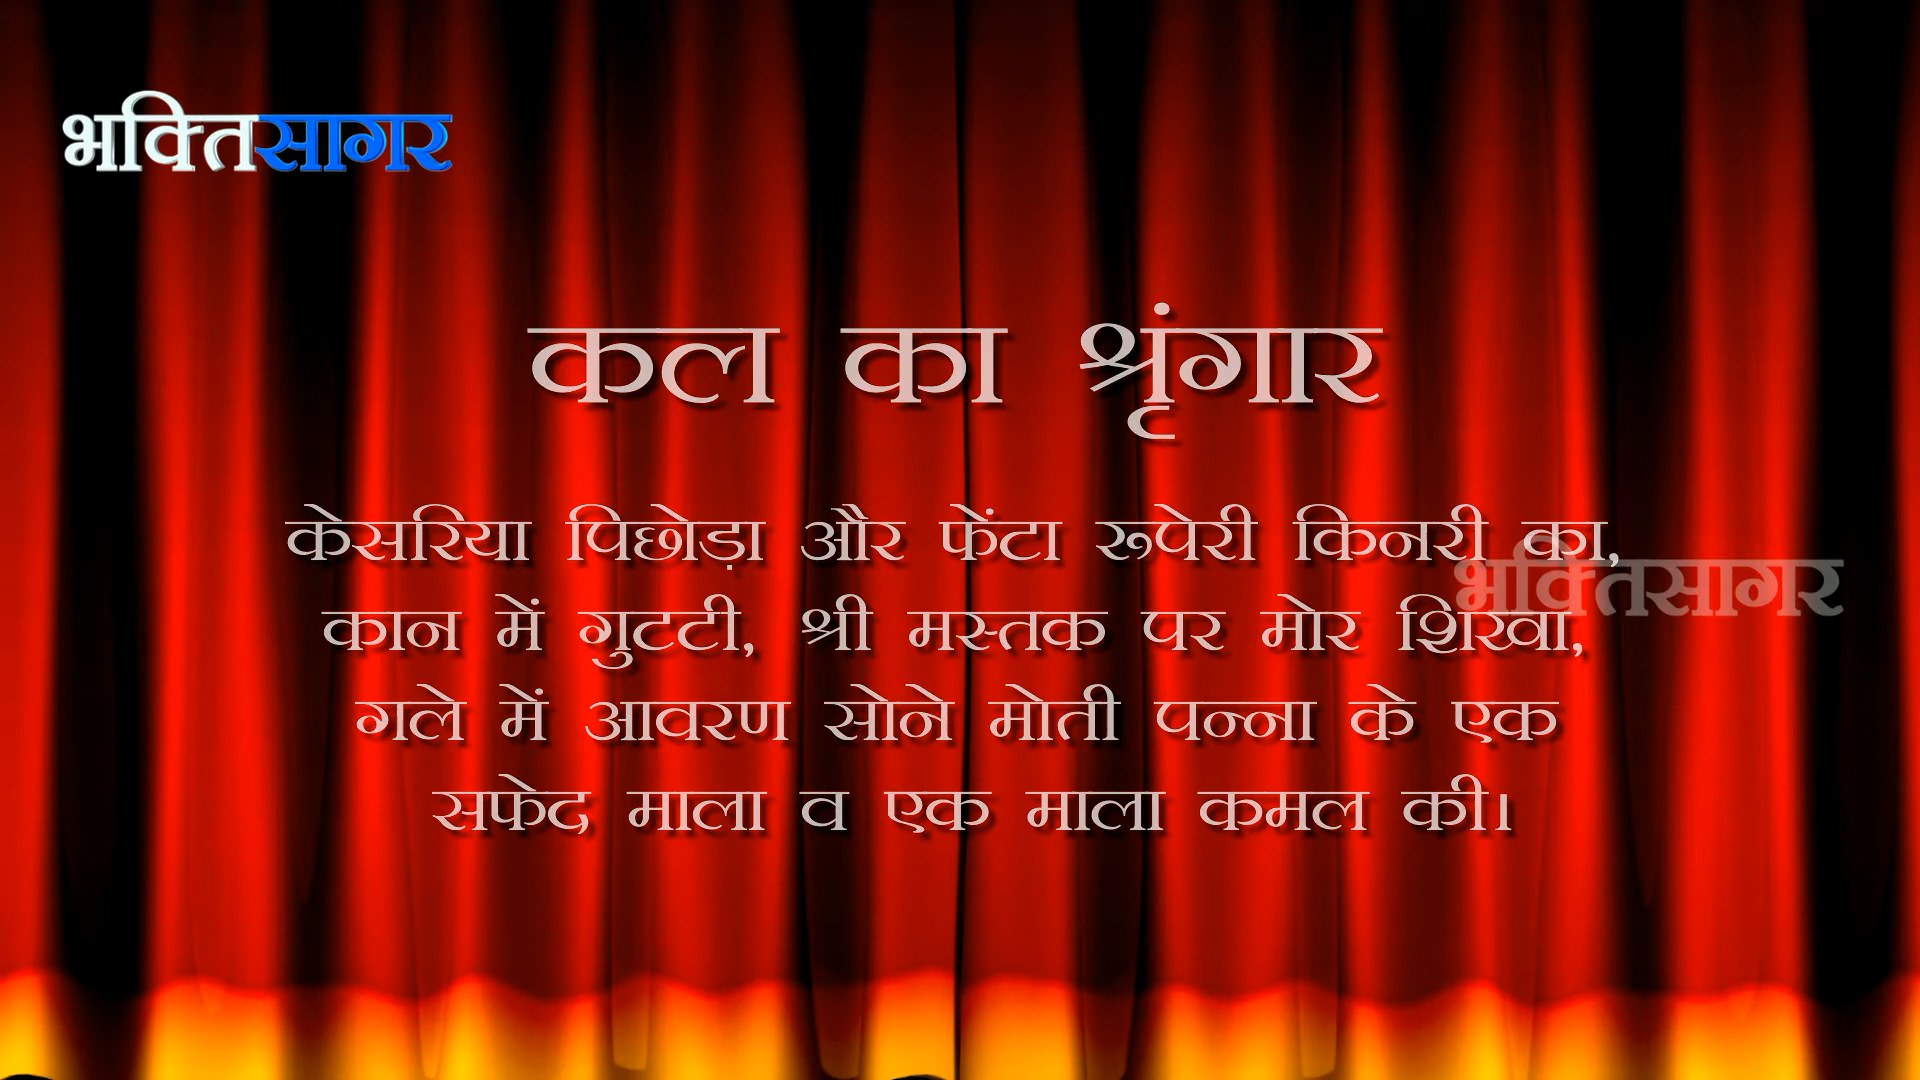 भक्तिसागर
कल का श्रृंगार
केसरिया पिछोड़ा और फेंटा रूपेरी किनरी का,
भक्तिसागर
कान में गुटटी, श्री मस्तक पर मोर शिखा,
गले में आवरण सोने मोती पन्ना के एक
सफेद माला व एक माला कमल की।